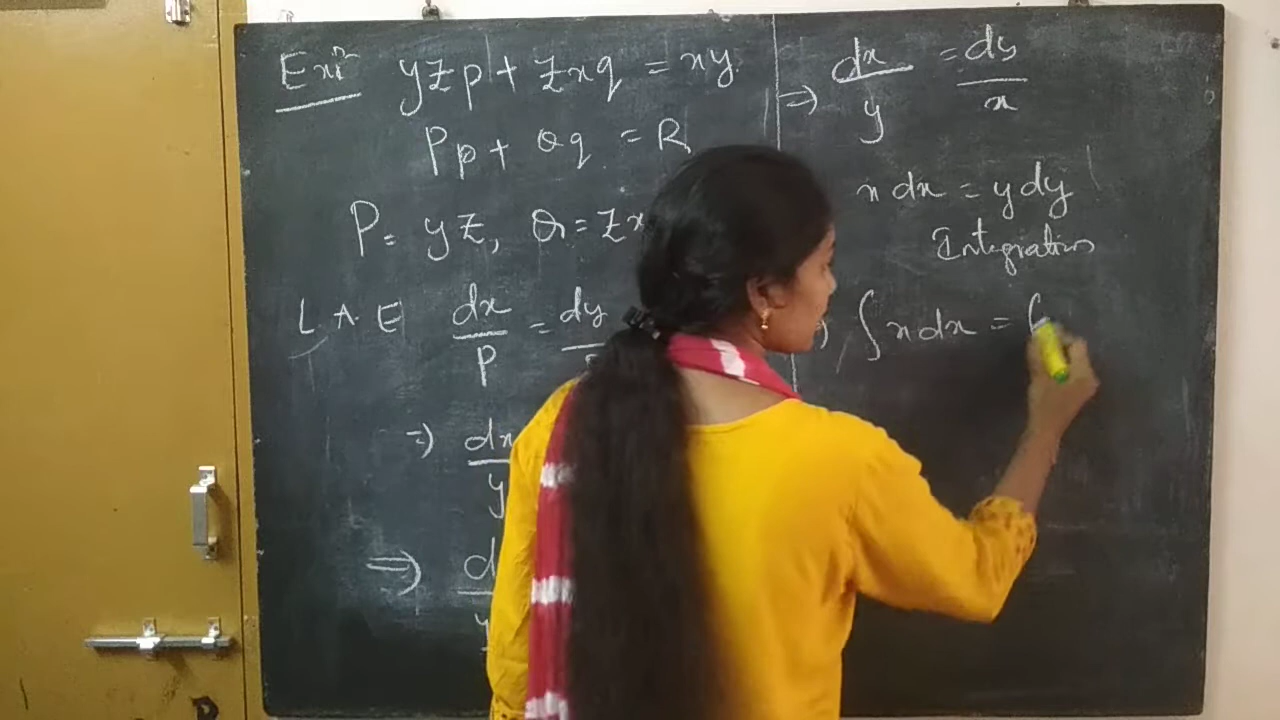 Ex:- yzp + zxq = xy
Pp + Qq = R
P = yz, Q = zx
L A E dx/P = dy/
=) dx/y
=) d/y
=) dx/y = dy/x
x dx = y dy
Integration
∫ x dx = ∫